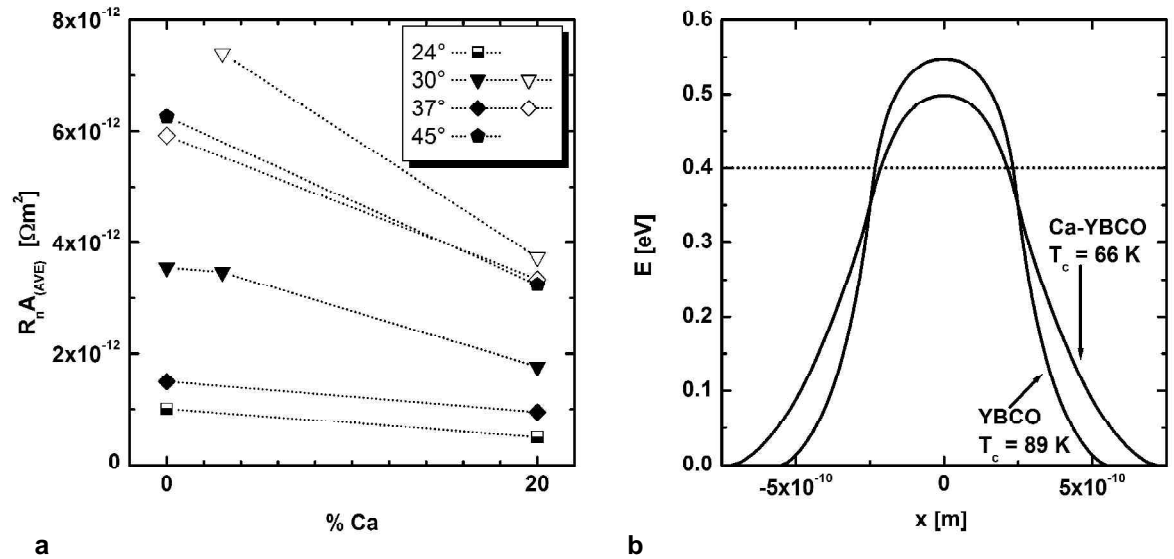 8x10⁻¹²
6x10⁻¹²
4x10⁻¹²
2x10⁻¹²
0
RₙA(AVE) [Ωm²]
24°
30°
37°
45°
0
20
% Ca
a
0.6
0.5
0.4
0.3
0.2
0.1
0.0
E [eV]
Ca-YBCO
T_c = 66 K
YBCO
T_c = 89 K
-5x10⁻¹⁰
0
5x10⁻¹⁰
x [m]
b